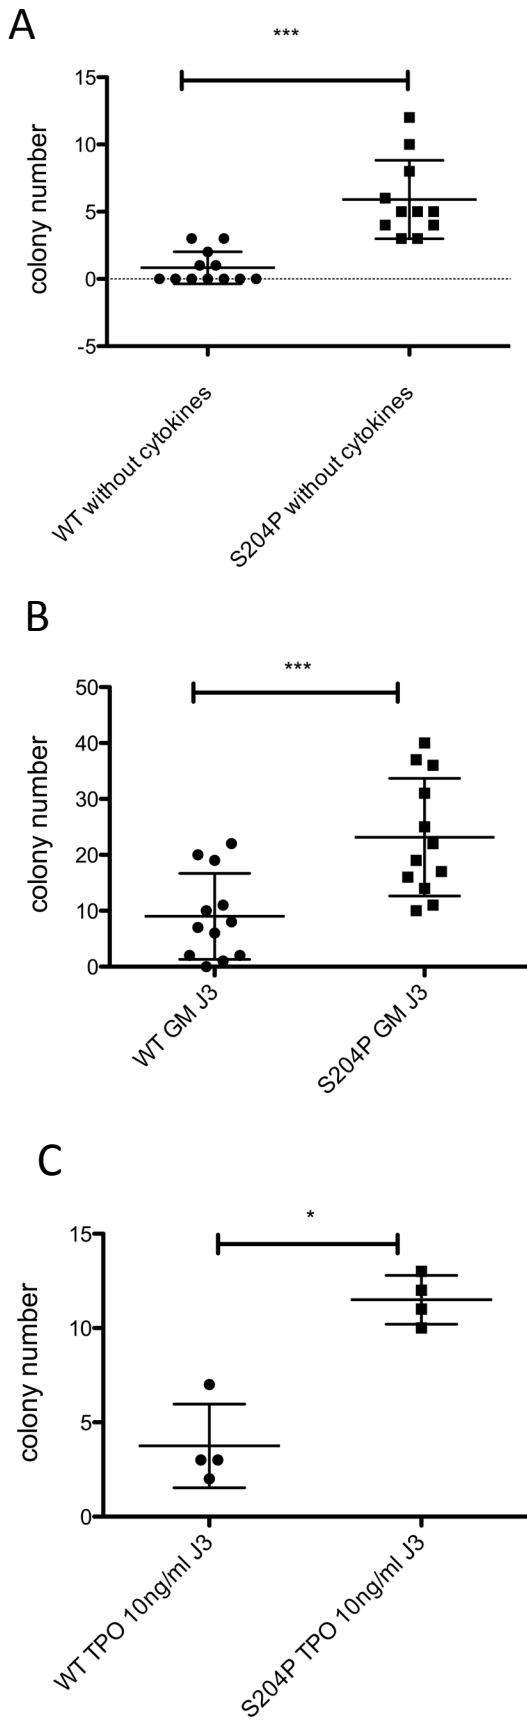 A
***
15
10
5
0
-5
colony number
WT without cytokines
S204P without cytokines
B
***
50
40
30
20
10
0
colony number
WT GM J3
S204P GM J3
C
*
15
10
5
0
colony number
WT TPO 10ng/ml J3
S204P TPO 10ng/ml J3